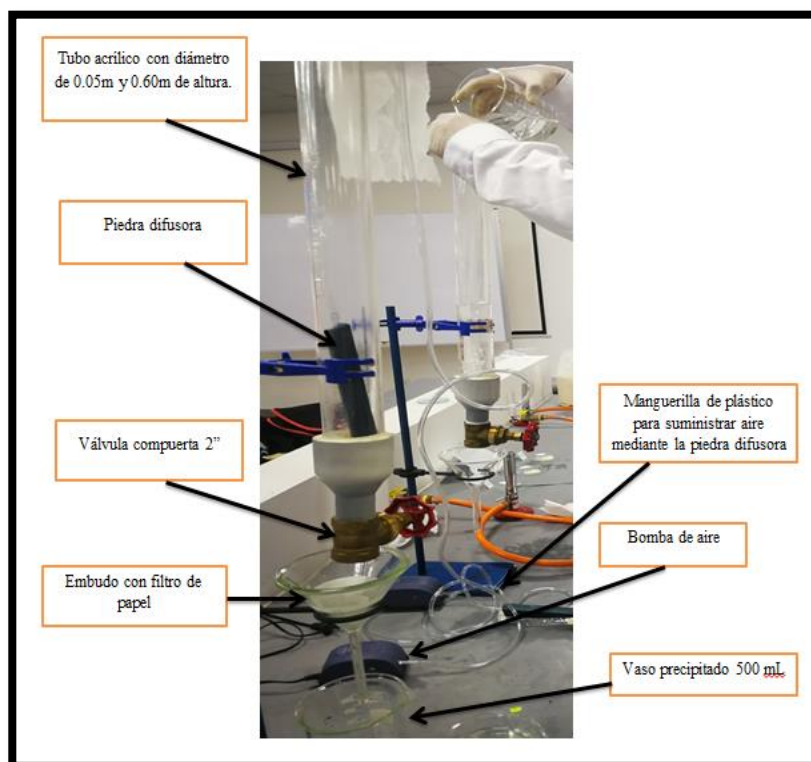 Tubo acrílico con diámetro
de 0.05m y 0.60m de altura.
Piedra difusora
Válvula compuerta 2”
Embudo con filtro de
papel
Manguerilla de plástico
para suministrar aire
mediante la piedra difusora
Bomba de aire
Vaso precipitado 500 mL